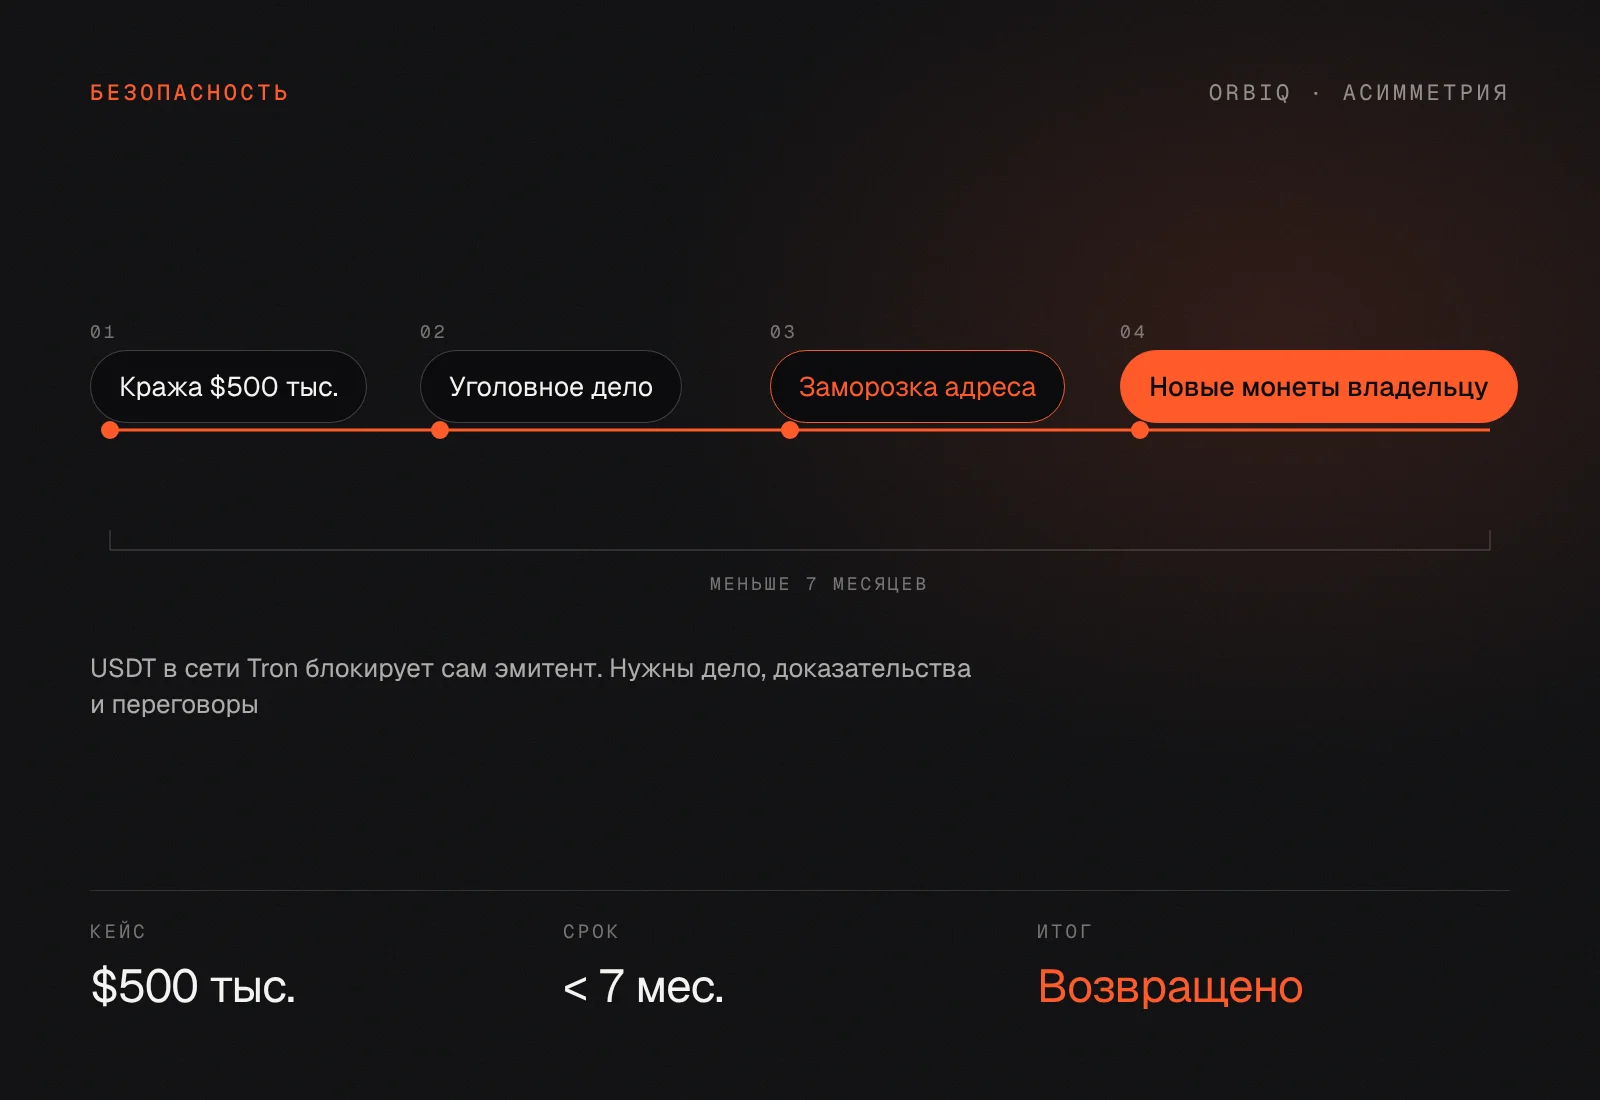 БЕЗОПАСНОСТЬ
ORBIQ · АСИММЕТРИЯ
01
Кража $500 тыс.
02
Уголовное дело
03
Заморозка адреса
04
Новые монеты владельцу
МЕНЬШЕ 7 МЕСЯЦЕВ
USDT в сети Tron блокирует сам эмитент. Нужны дело, доказательства
и переговоры
КЕЙС
$500 тыс.
СРОК
< 7 мес.
ИТОГ
Возвращено